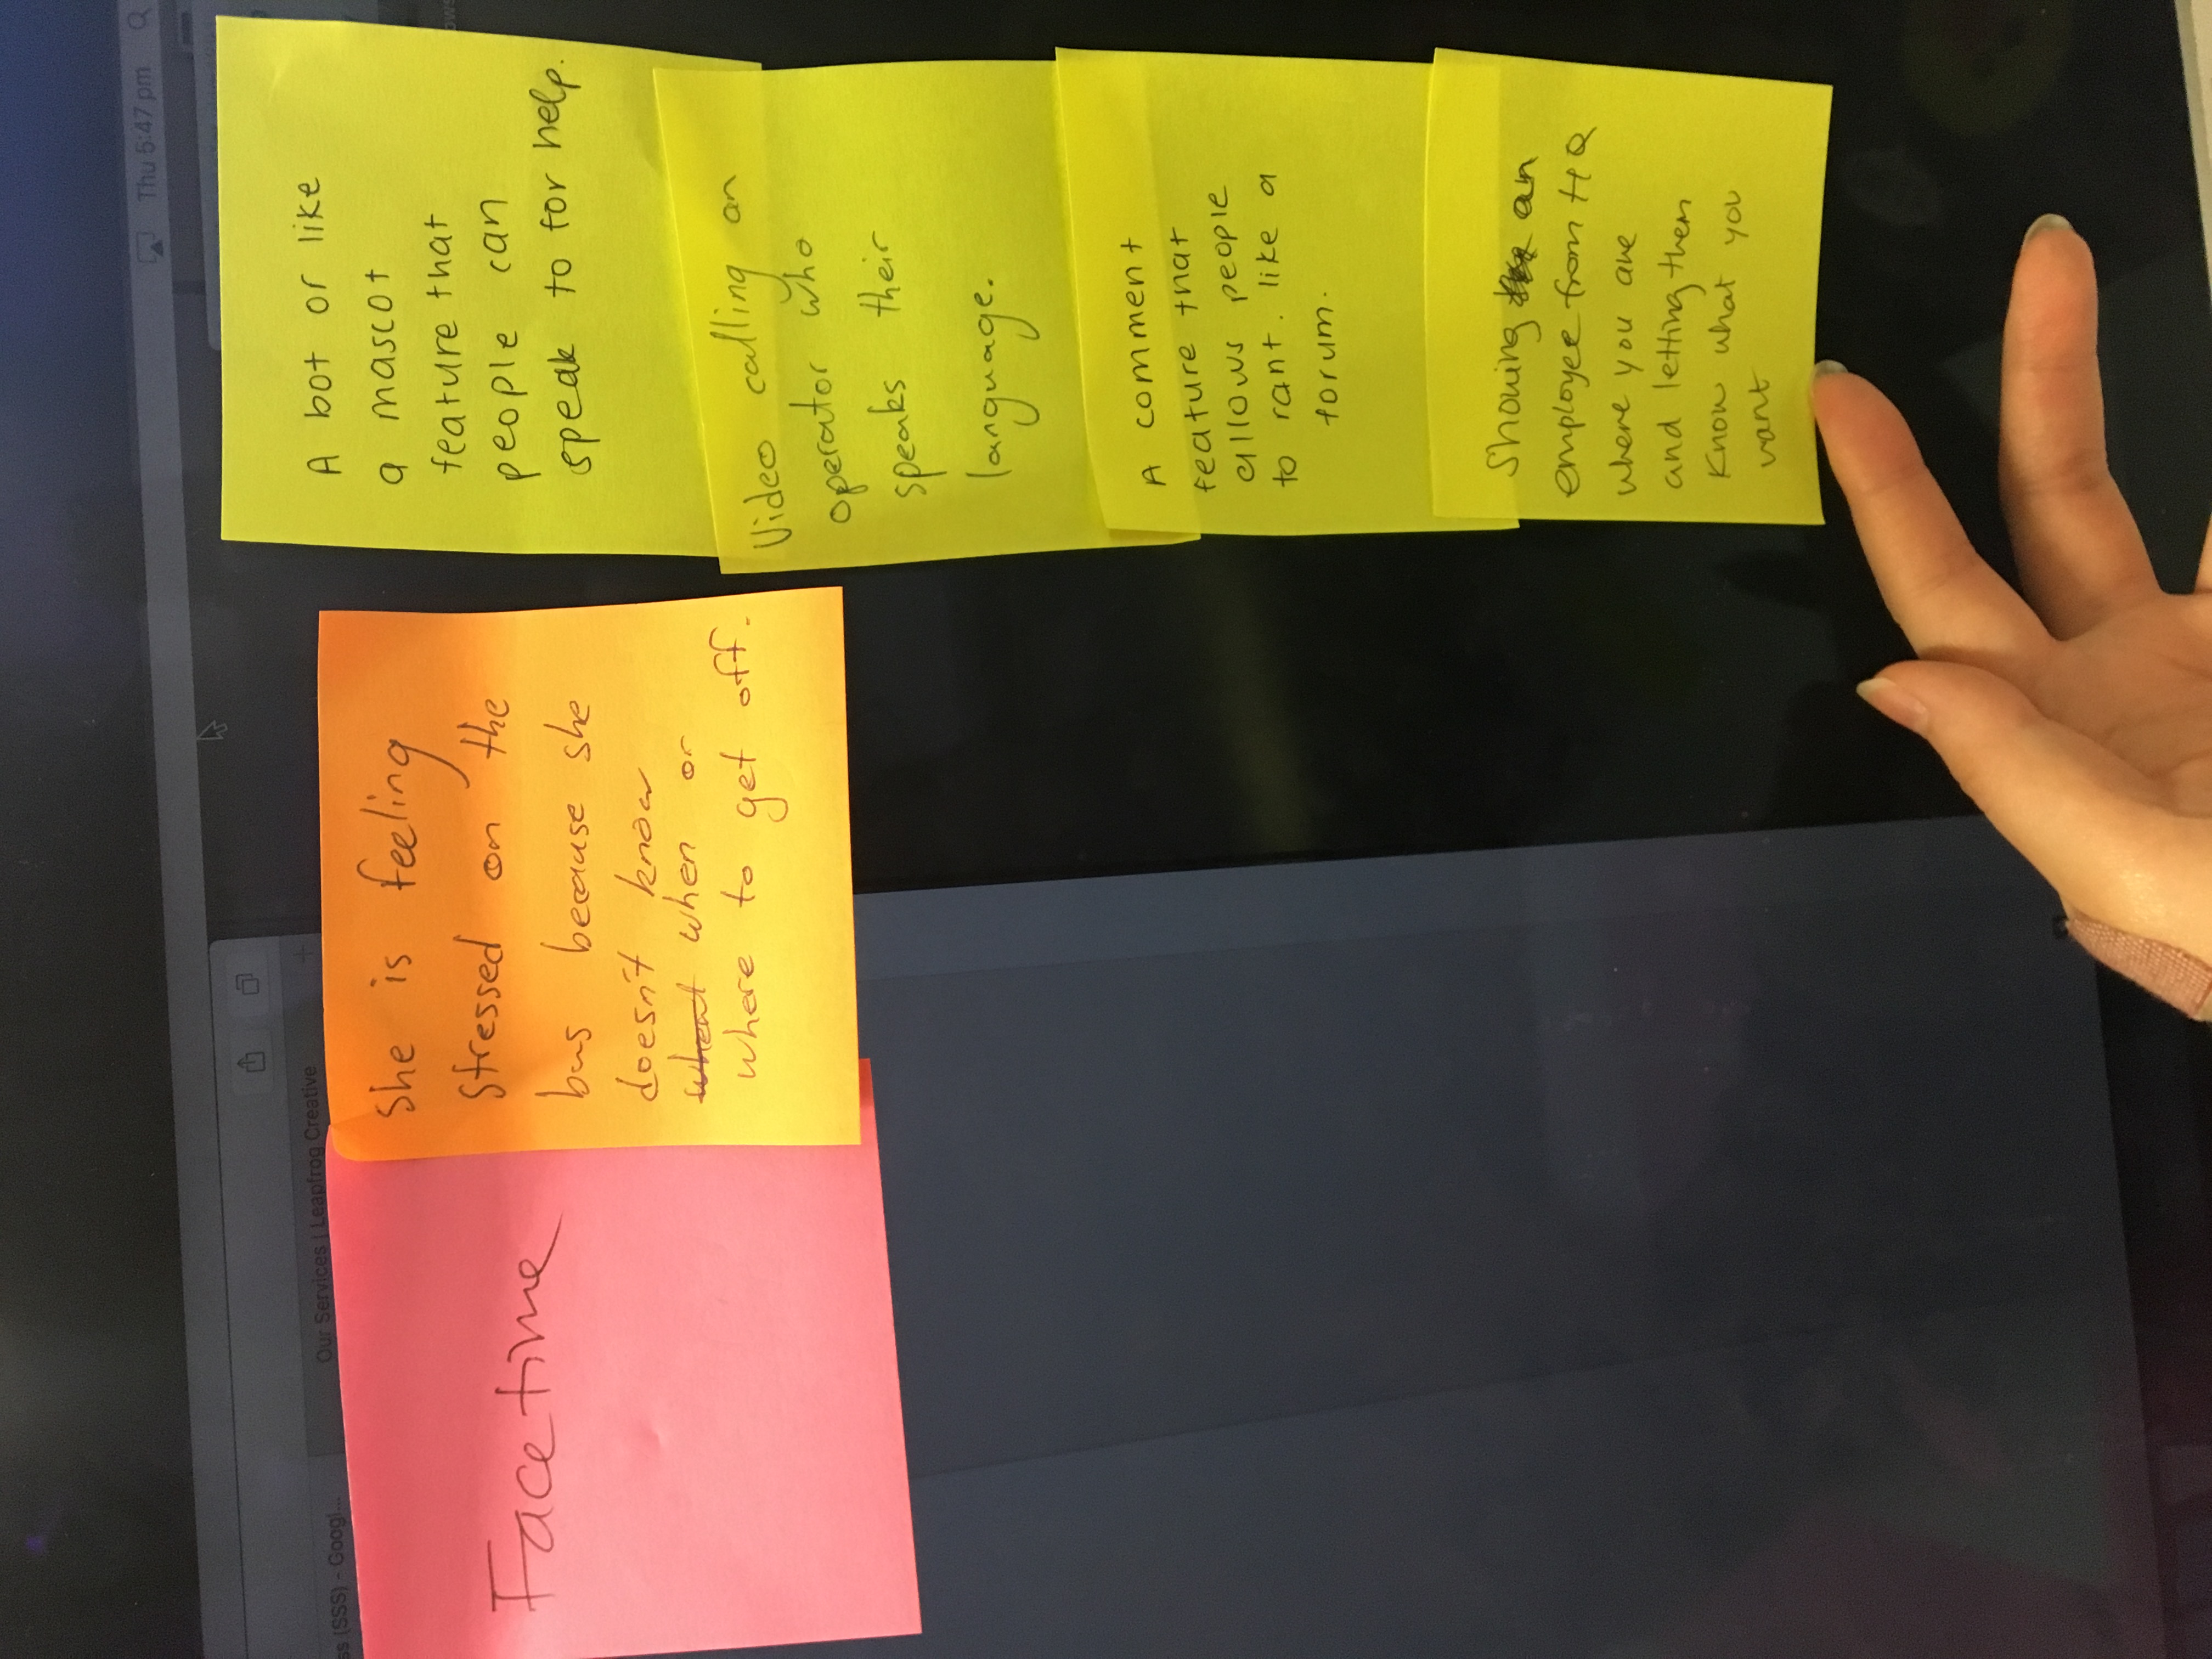 Thu 5:47 pm
ss (SSS) - Googl...
Our Services | Leapfrog Creative
Facetime
She is feeling
stressed on the
bus because she
doesn't know
when or
where to get off.
A bot or like
a mascot
feature that
people can
speak to for help.
Video calling an
operator who
speaks their
language.
A comment
feature that
allows people
to rant. like a
forum.
Showing an
employee from HQ
where you are
and letting them
know what you
want